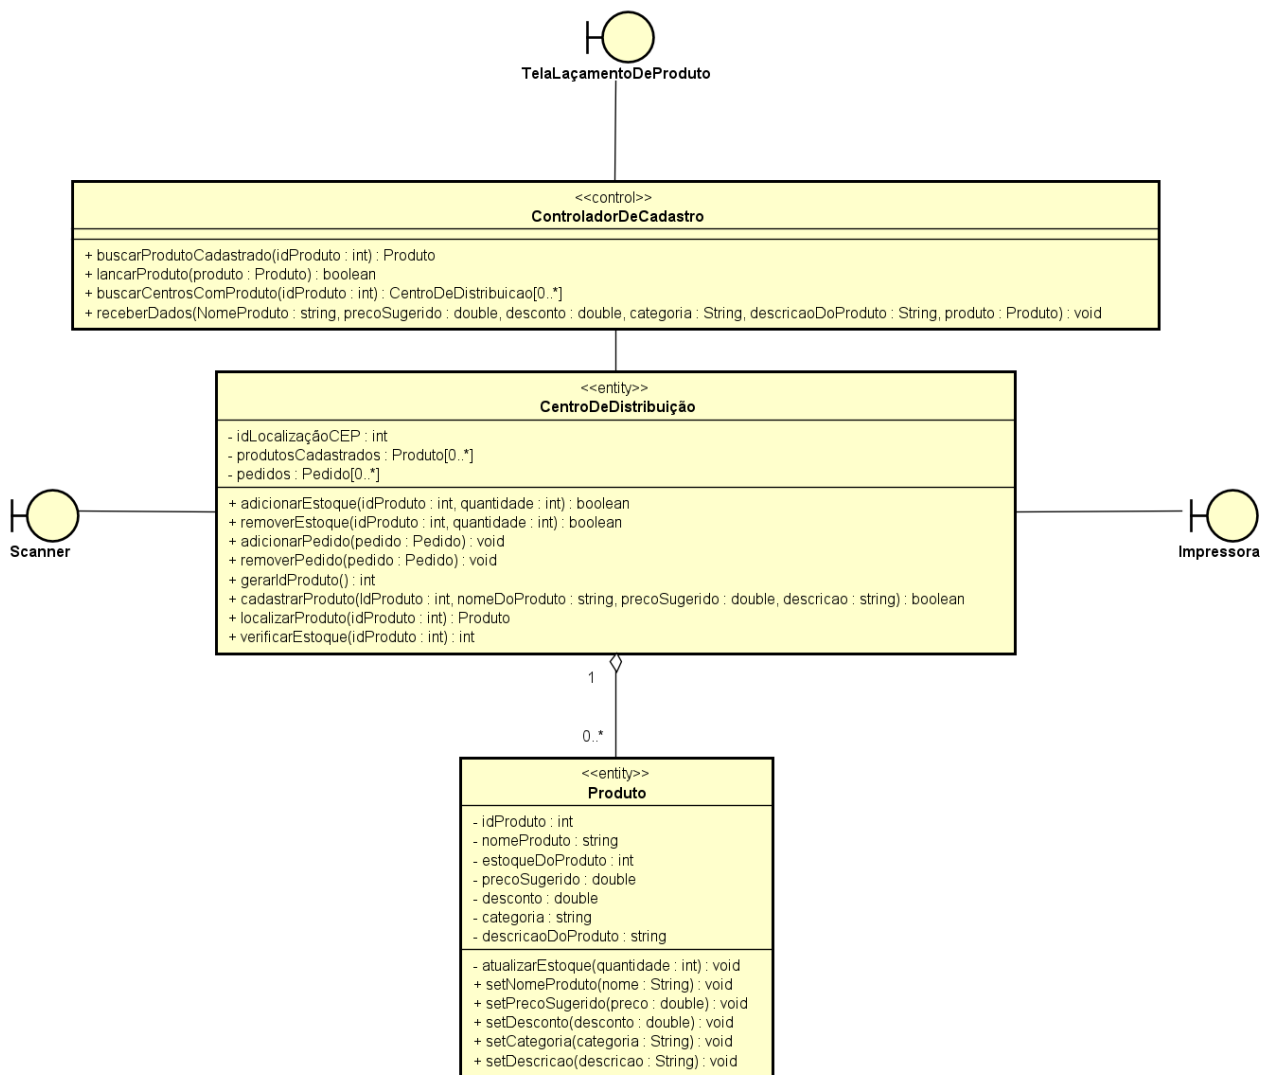 TelaLaçamentoDeProduto
<<control>>
ControladorDeCadastro
+ buscarProdutoCadastrado(idProduto : int) : Produto
+ lancarProduto(produto : Produto) : boolean
+ buscarCentrosComProduto(idProduto : int) : CentroDeDistribuicao[0..*]
+ receberDados(NomeProduto : string, precoSugerido : double, desconto : double, categoria : String, descricaoDoProduto : String, produto : Produto) : void
<<entity>>
CentroDeDistribuição
- idLocalizaçãoCEP : int
- produtosCadastrados : Produto[0..*]
- pedidos : Pedido[0..*]
+ adicionarEstoque(idProduto : int, quantidade : int) : boolean
+ removerEstoque(idProduto : int, quantidade : int) : boolean
+ adicionarPedido(pedido : Pedido) : void
+ removerPedido(pedido : Pedido) : void
+ gerarIdProduto() : int
+ cadastrarProduto(IdProduto : int, nomeDoProduto : string, precoSugerido : double, descricao : string) : boolean
+ localizarProduto(idProduto : int) : Produto
+ verificarEstoque(idProduto : int) : int
Scanner
Impressora
1
0..*
<<entity>>
Produto
- idProduto : int
- nomeProduto : string
- estoqueDoProduto : int
- precoSugerido : double
- desconto : double
- categoria : string
- descricaoDoProduto : string
- atualizarEstoque(quantidade : int) : void
+ setNomeProduto(nome : String) : void
+ setPrecoSugerido(preco : double) : void
+ setDesconto(desconto : double) : void
+ setCategoria(categoria : String) : void
+ setDescricao(descricao : String) : void